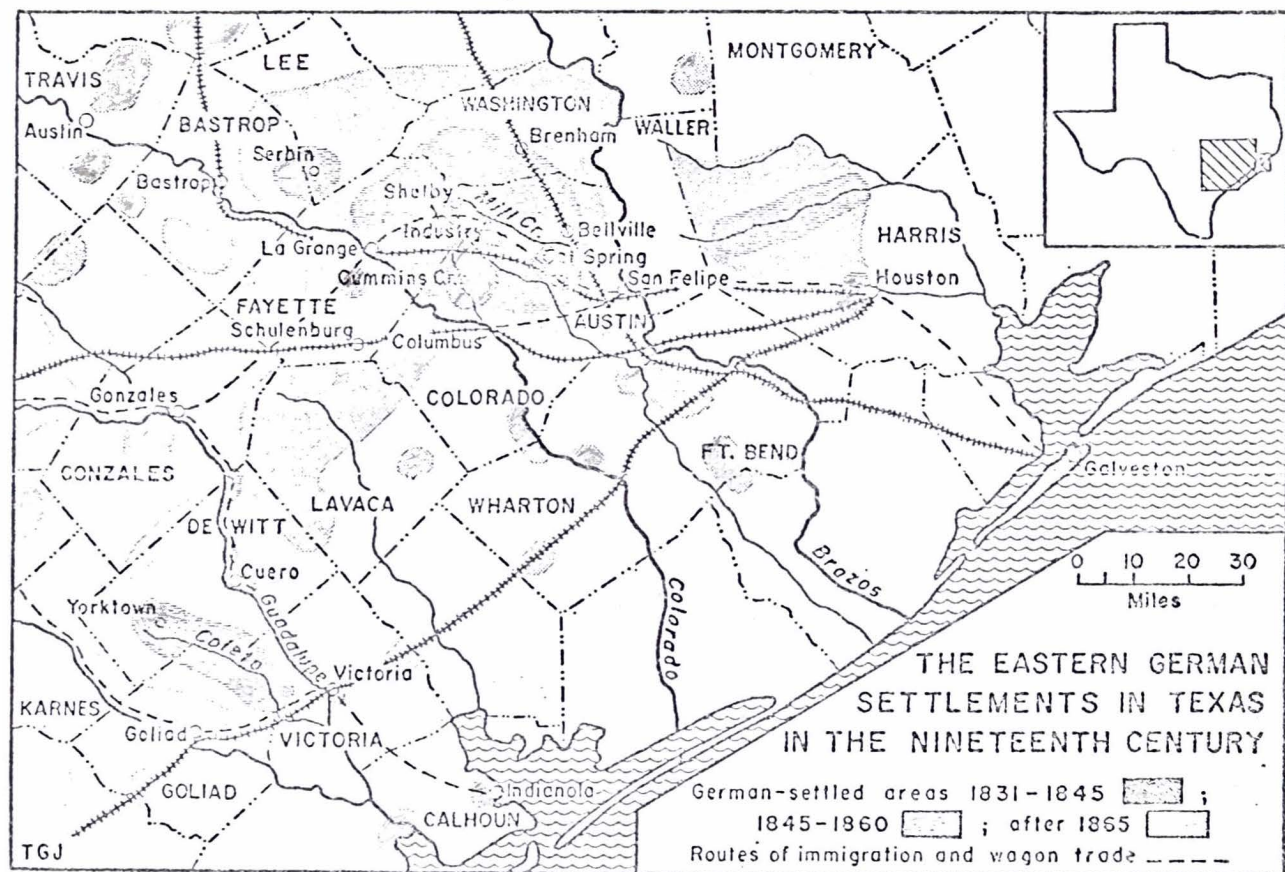 MONTGOMERY
LEE
TRAVIS
WASHINGTON
Austin
BASTROP
Brenham
WALLER
Serbin
Bastrop
Shelby
Mill Cr.
Industry
Bellville
HARRIS
La Grange
Cat Spring
Cummins Cr.
San Felipe
Houston
FAYETTE
AUSTIN
Schulenburg
Columbus
Gonzales
COLORADO
FT. BEND
GONZALES
Galveston
LAVACA
WHARTON
DE WITT
Brazos
0 10 20 30
Miles
Cuero
Yorktown
Guadalupe
Coleto
Colorado
Victoria
THE EASTERN GERMAN
SETTLEMENTS IN TEXAS
IN THE NINETEENTH CENTURY
KARNES
Goliad
VICTORIA
GOLIAD
Indianola
CALHOUN
German-settled areas 1831-1845 ;
1845-1860 ; after 1865
Routes of immigration and wagon trade
TGJ